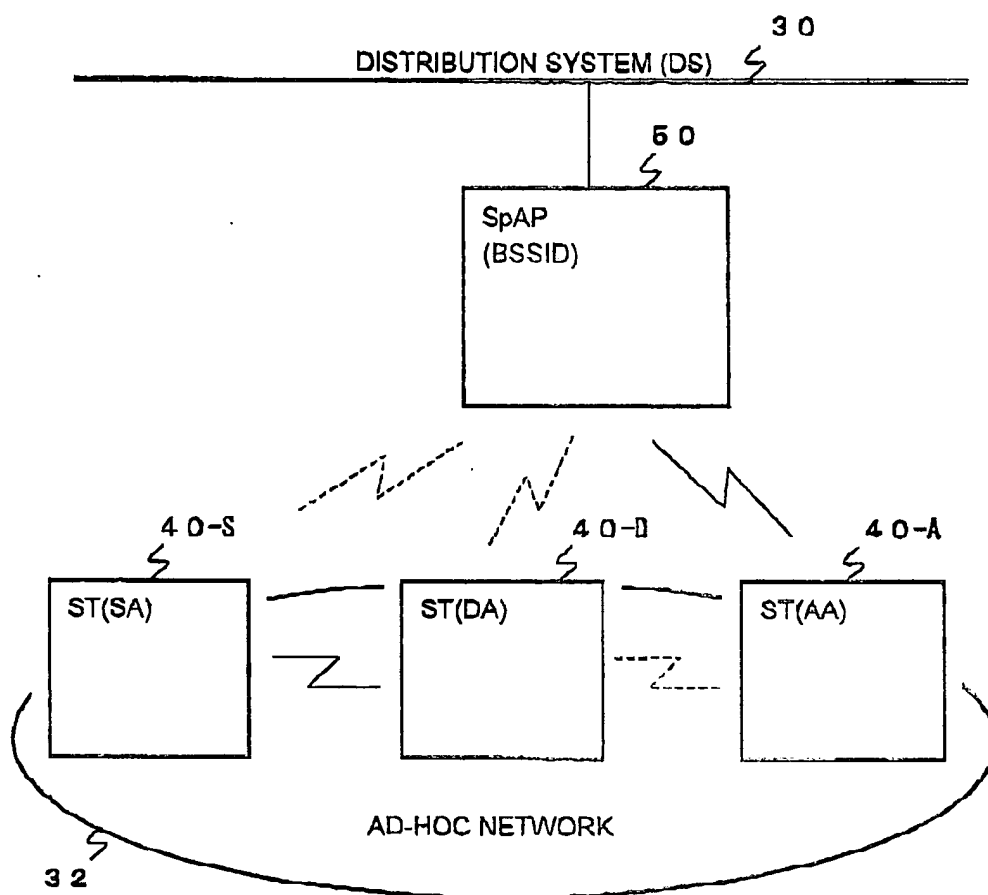 30
DISTRIBUTION SYSTEM (DS)
50
SpAP
(BSSID)
40-S
40-D
40-A
ST(SA)
ST(DA)
ST(AA)
AD-HOC NETWORK
32